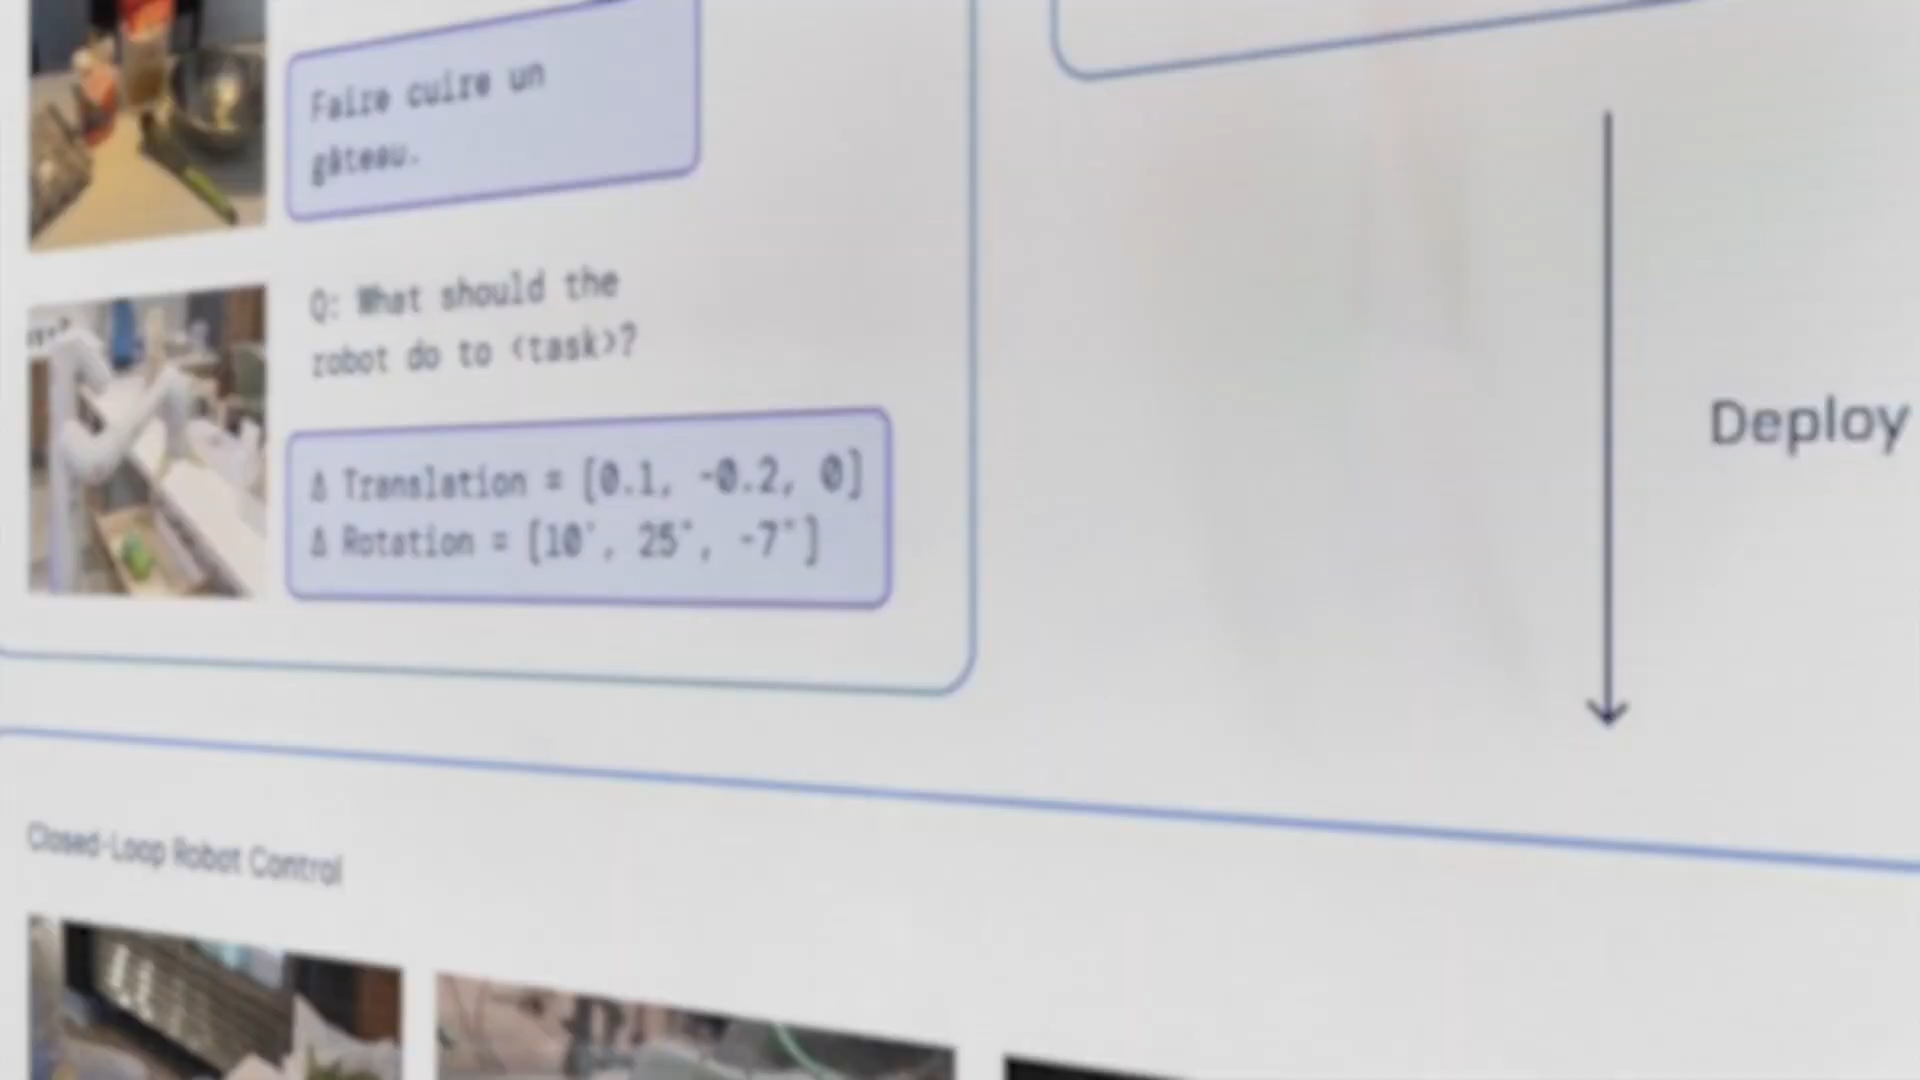 Faire cuire un
gâteau.
Q: What should the
robot do to <task>?
Δ Translation = [0.1, -0.2, 0]
Δ Rotation = [10°, 25°, -7°]
Deploy
Closed-Loop Robot Control